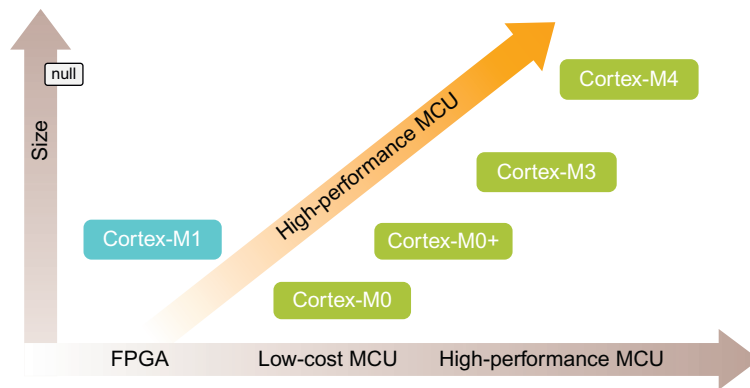 null
Size
High-performance MCU
Cortex-M4
Cortex-M3
Cortex-M1
Cortex-M0+
Cortex-M0
FPGA
Low-cost MCU
High-performance MCU